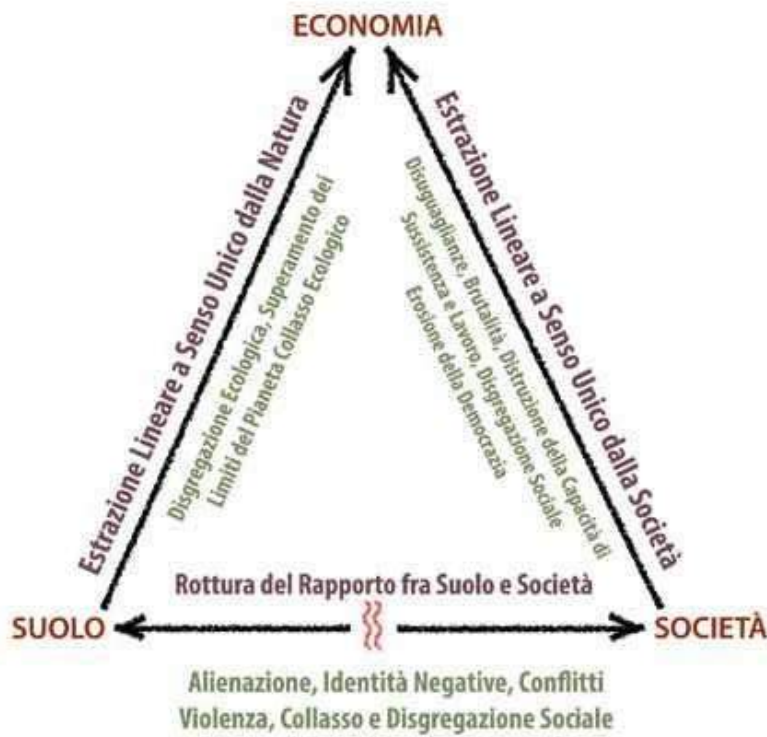 ECONOMIA
Estrazione Lineare a Senso Unico dalla Natura
Disgregazione Ecologica, Superamento dei
Limiti del Pianeta Collasso Ecologico
Estrazione Lineare a Senso Unico dalla Società
Disuguaglianze, Brutalità, Distruzione della Capacità di
Sussistenza e Lavoro, Disgregazione Sociale
Erosione della Democrazia
Rottura del Rapporto fra Suolo e Società
SUOLO
SOCIETÀ
Alienazione, Identità Negative, Conflitti
Violenza, Collasso e Disgregazione Sociale